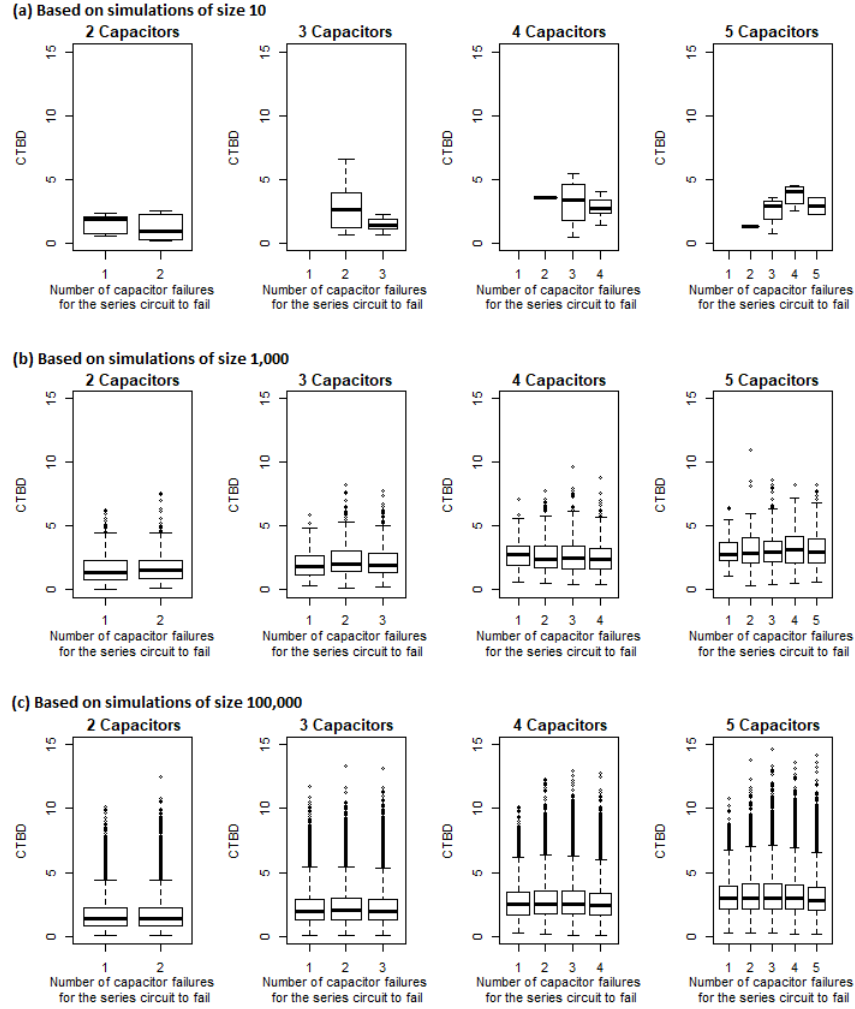 (a) Based on simulations of size 10
2 Capacitors
3 Capacitors
4 Capacitors
5 Capacitors
CTBD
0
5
10
15
1 2
Number of capacitor failures
for the series circuit to fail
CTBD
0
5
10
15
1 2 3
Number of capacitor failures
for the series circuit to fail
CTBD
0
5
10
15
1 2 3 4
Number of capacitor failures
for the series circuit to fail
CTBD
0
5
10
15
1 2 3 4 5
Number of capacitor failures
for the series circuit to fail
(b) Based on simulations of size 1,000
2 Capacitors
3 Capacitors
4 Capacitors
5 Capacitors
CTBD
0
5
10
15
1 2
Number of capacitor failures
for the series circuit to fail
CTBD
0
5
10
15
1 2 3
Number of capacitor failures
for the series circuit to fail
CTBD
0
5
10
15
1 2 3 4
Number of capacitor failures
for the series circuit to fail
CTBD
0
5
10
15
1 2 3 4 5
Number of capacitor failures
for the series circuit to fail
(c) Based on simulations of size 100,000
2 Capacitors
3 Capacitors
4 Capacitors
5 Capacitors
CTBD
0
5
10
15
1 2
Number of capacitor failures
for the series circuit to fail
CTBD
0
5
10
15
1 2 3
Number of capacitor failures
for the series circuit to fail
CTBD
0
5
10
15
1 2 3 4
Number of capacitor failures
for the series circuit to fail
CTBD
0
5
10
15
1 2 3 4 5
Number of capacitor failures
for the series circuit to fail